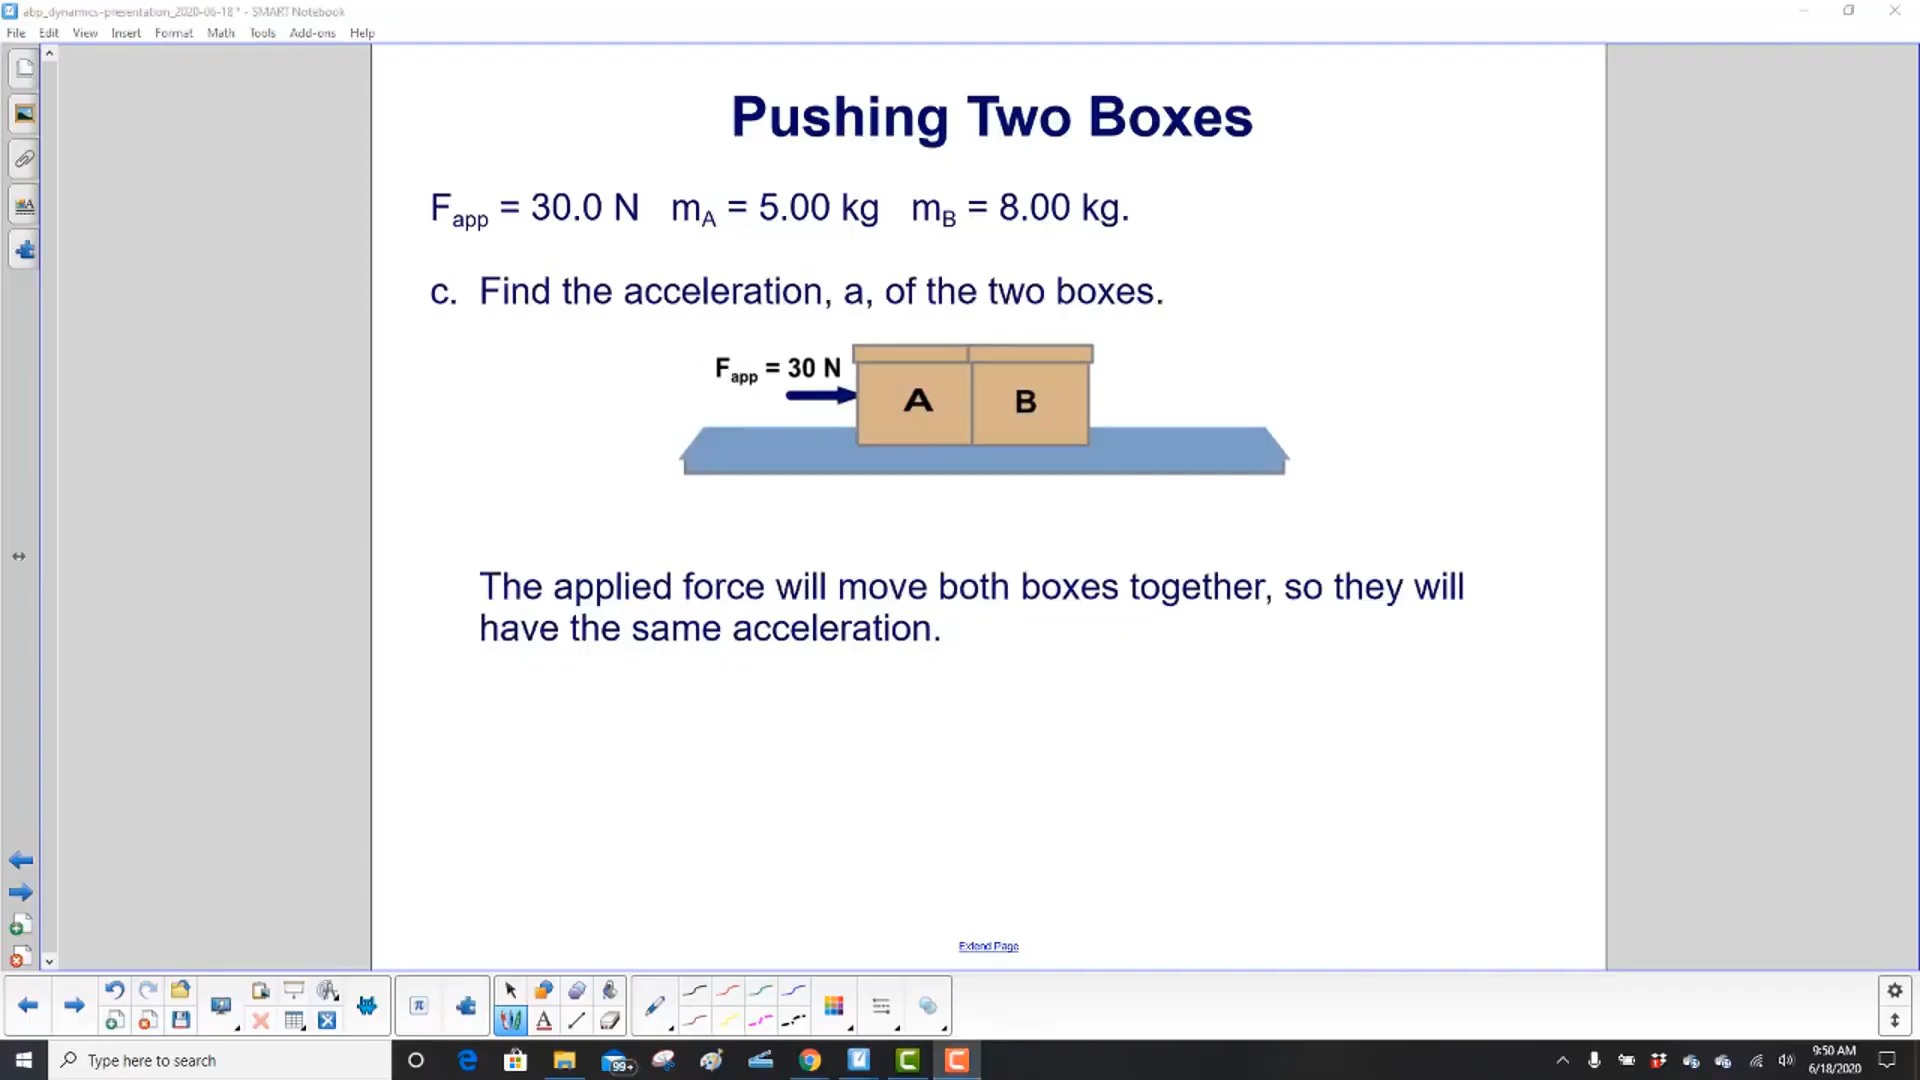 abp_dynamics-presentation_2020-06-18 * - SMART Notebook
File Edit View Insert Format Math Tools Add-ons Help
Pushing Two Boxes
Fapp = 30.0 N mA = 5.00 kg mB = 8.00 kg.
c. Find the acceleration, a, of the two boxes.
Fapp = 30 N
A B
The applied force will move both boxes together, so they will
have the same acceleration.
Extend Page
π
A
Type here to search
99+
9:50 AM
6/18/2020